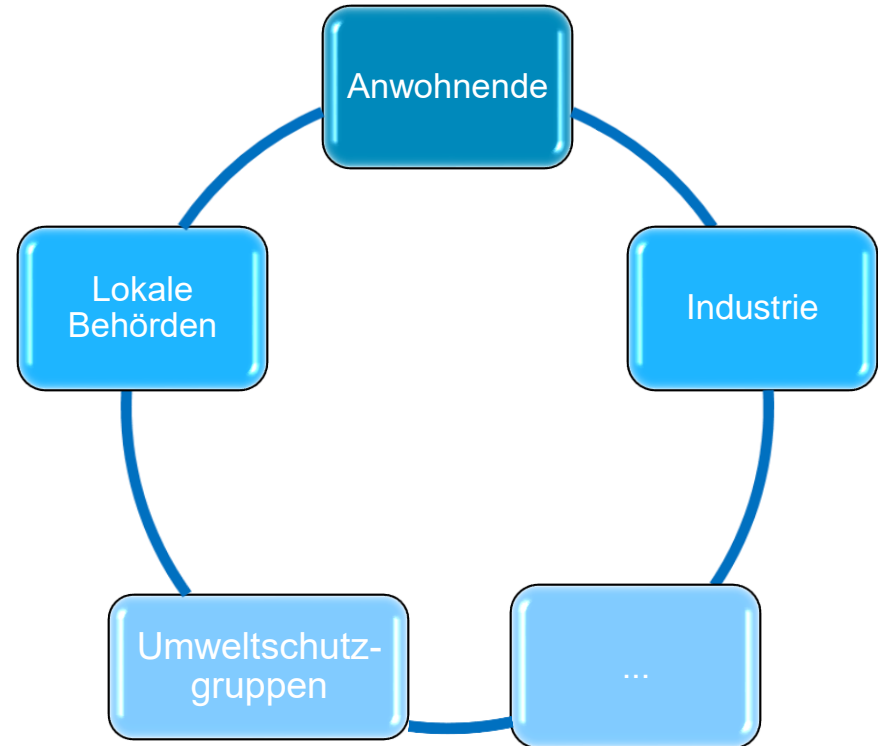 Anwohnende
Lokale
Behörden
Industrie
Umweltschutz-
gruppen
...